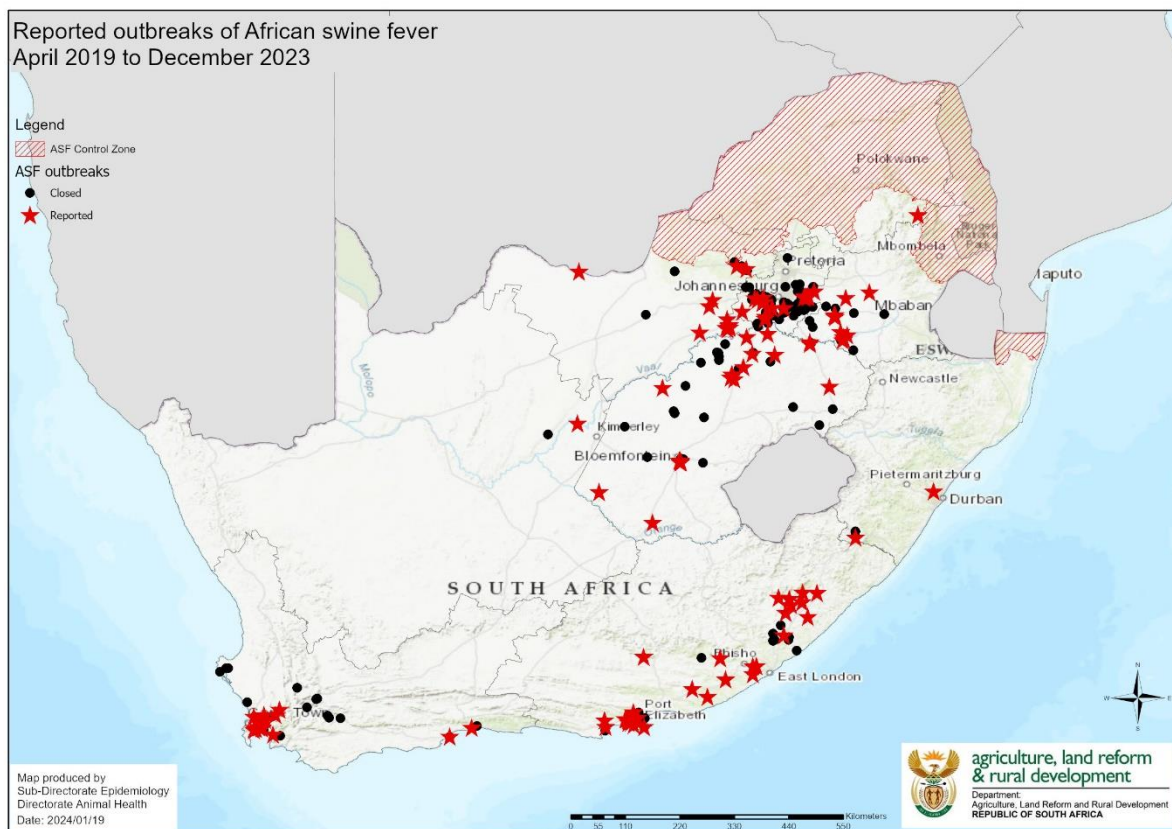 Reported outbreaks of African swine fever
April 2019 to December 2023
Legend
ASF Control Zone
ASF outbreaks
Closed
Reported
Polokwane
Kruger
National
Park
Mbombela
Pretoria
Johannesburg
Maputo
Mbaban
ESW
Molopo
Vaal
Newcastle
Kimberley
Tugela
Bloemfontein
Pietermaritzburg
Durban
Orange
SOUTH AFRICA
Bhisho
East London
Port
Elizabeth
Town
N
W
E
S
agriculture, land reform
& rural development
Department:
Agriculture, Land Reform and Rural Development
REPUBLIC OF SOUTH AFRICA
Map produced by
Sub-Directorate Epidemiology
Directorate Animal Health
Date: 2024/01/19
Kilometers
0 55 110 220 330 440 550